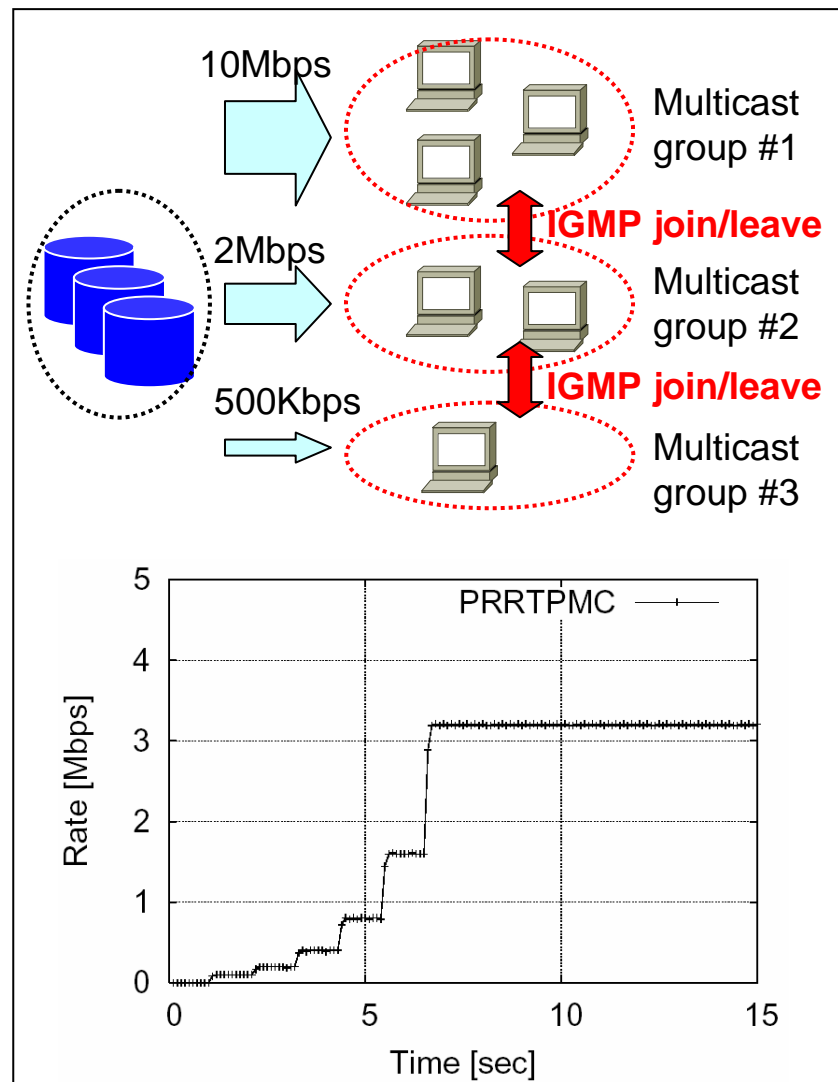 10Mbps
Multicast
group #1
IGMP join/leave
2Mbps
Multicast
group #2
IGMP join/leave
500Kbps
Multicast
group #3
5
PRRTPMC
4
3
2
1
0
Rate [Mbps]
0 5 10 15
Time [sec]